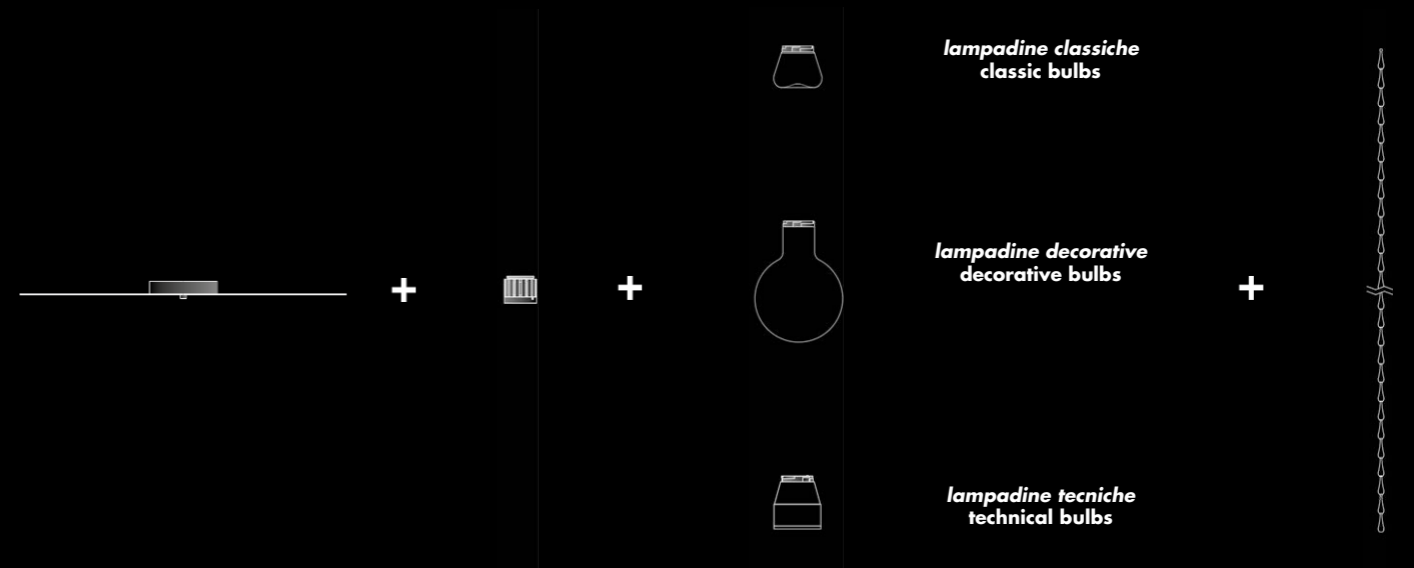 lampadine classiche
classic bulbs
lampadine decorative
decorative bulbs
+ + +
lampadine tecniche
technical bulbs